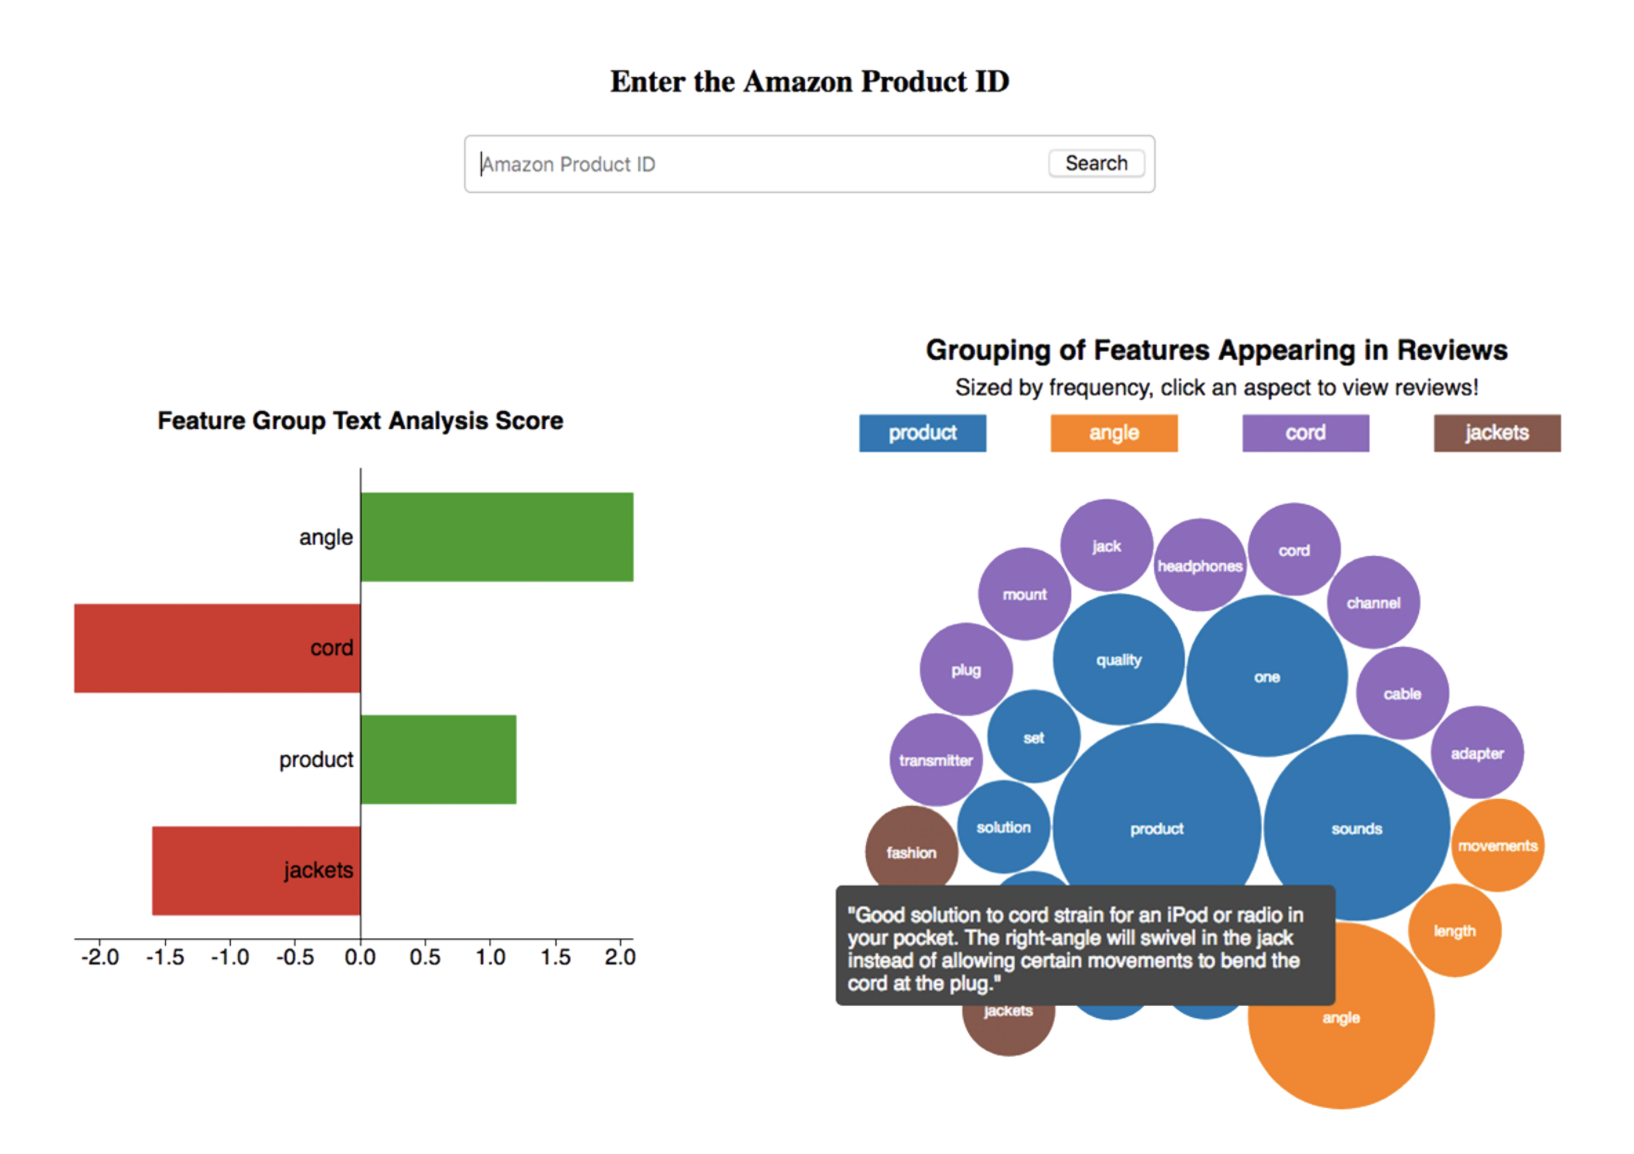 Enter the Amazon Product ID
Amazon Product ID
Search
Feature Group Text Analysis Score
angle
cord
product
jackets
-2.0 -1.5 -1.0 -0.5 0.0 0.5 1.0 1.5 2.0
Grouping of Features Appearing in Reviews
Sized by frequency, click an aspect to view reviews!
product angle cord jackets
jack
headphones
cord
mount
channel
quality
one
plug
cable
set
transmitter
adapter
solution
product
sounds
fashion
movements
"Good solution to cord strain for an iPod or radio in
your pocket. The right-angle will swivel in the jack
instead of allowing certain movements to bend the
cord at the plug."
length
jackets
angle